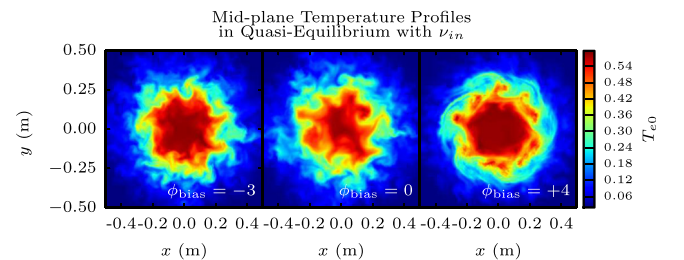 Mid-plane Temperature Profiles
in Quasi-Equilibrium with ν_in
0.50
0.25
0.00
−0.25
−0.50
y (m)
ϕ_bias = −3
ϕ_bias = 0
ϕ_bias = +4
-0.4 -0.2 0.0 0.2 0.4
-0.4 -0.2 0.0 0.2 0.4
-0.4 -0.2 0.0 0.2 0.4
x (m)
x (m)
x (m)
0.54
0.48
0.42
0.36
0.30
0.24
0.18
0.12
0.06
T_e0